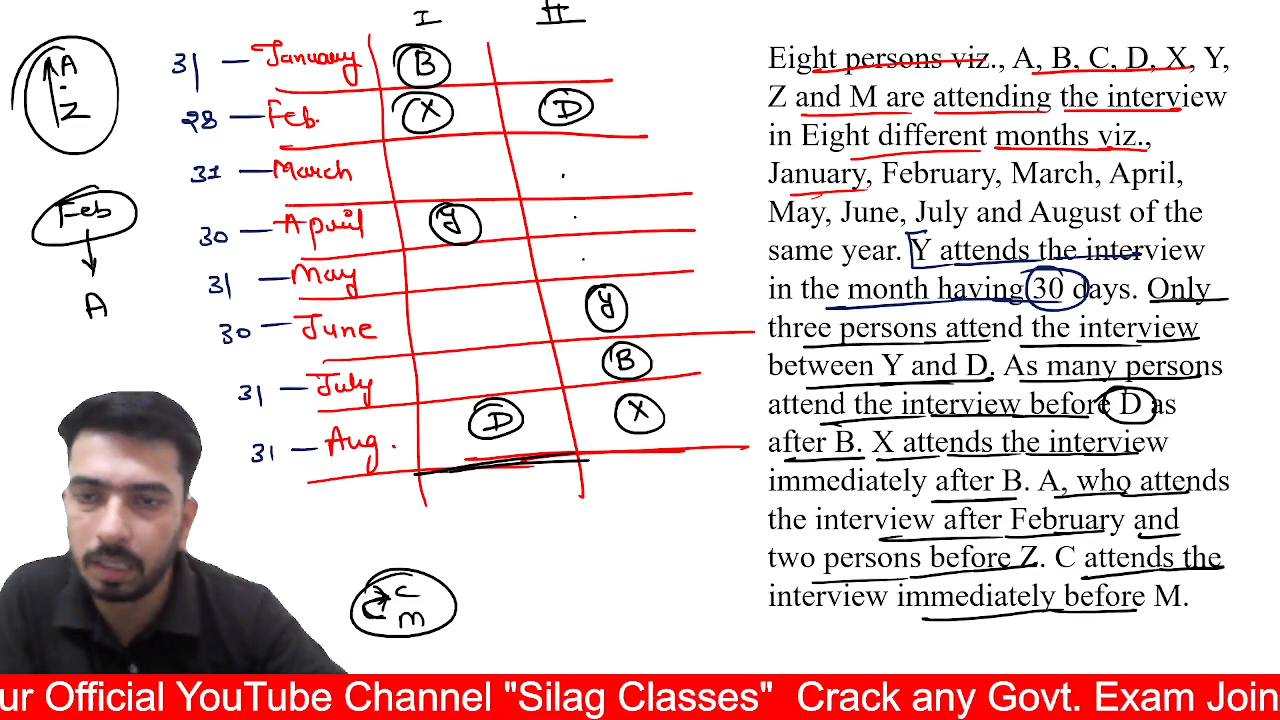 I II
31 — January B
28 — Feb. X D
31 — March
30 — April Y
31 — May
30 — June Y
31 — July B
31 — Aug. D X
A
.
Z
Feb
A
C
M
Eight persons viz., A, B, C, D, X, Y,
Z and M are attending the interview
in Eight different months viz.,
January, February, March, April,
May, June, July and August of the
same year. Y attends the interview
in the month having 30 days. Only
three persons attend the interview
between Y and D. As many persons
attend the interview before D as
after B. X attends the interview
immediately after B. A, who attends
the interview after February and
two persons before Z. C attends the
interview immediately before M.
ur Official YouTube Channel "Silag Classes" Crack any Govt. Exam Join